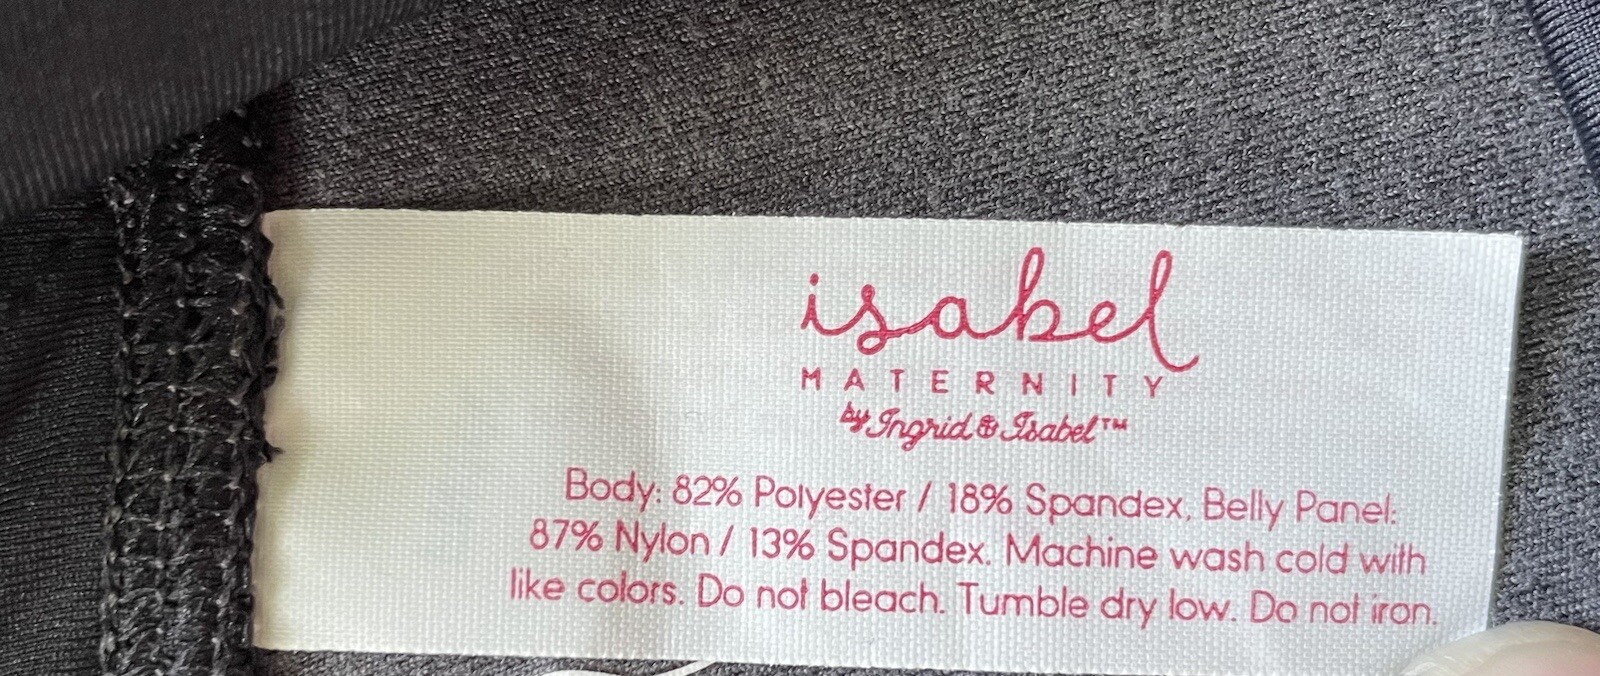 isabel
MATERNITY
by Ingrid & Isabel™
Body: 82% Polyester / 18% Spandex, Belly Panel:
87% Nylon / 13% Spandex. Machine wash cold with
like colors. Do not bleach. Tumble dry low. Do not iron.